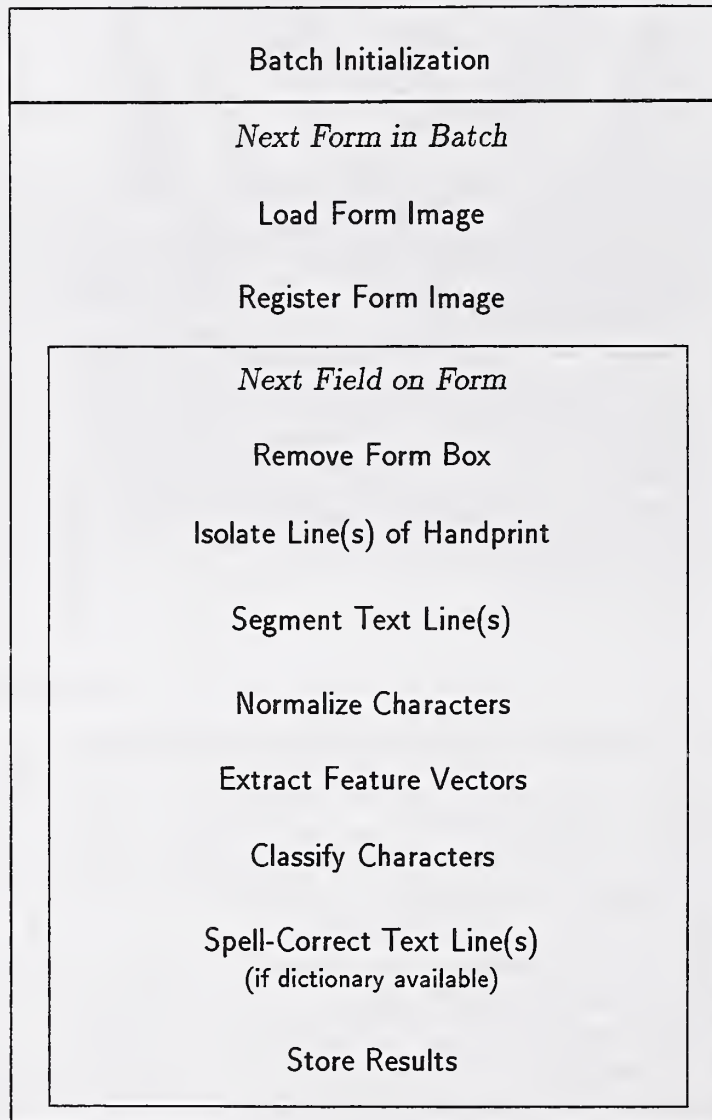 Batch Initialization
Next Form in Batch
Load Form Image
Register Form Image
Next Field on Form
Remove Form Box
Isolate Line(s) of Handprint
Segment Text Line(s)
Normalize Characters
Extract Feature Vectors
Classify Characters
Spell-Correct Text Line(s)
(if dictionary available)
Store Results